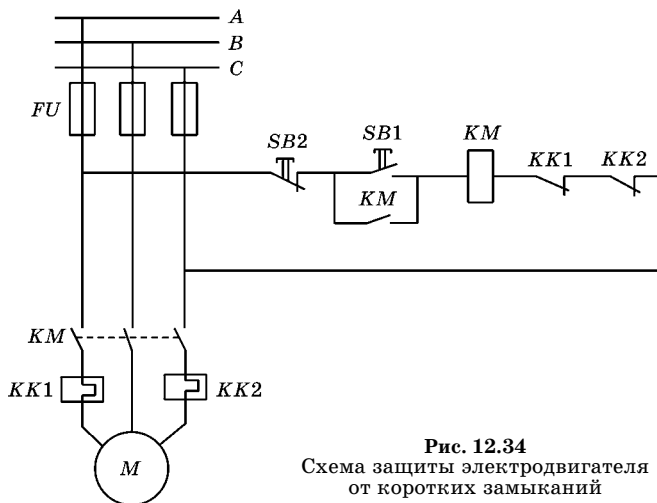 A
B
C
FU
SB2
SB1
KM
KK1
KK2
KM
KM
KK1
KK2
M
Рис. 12.34
Схема защиты электродвигателя
от коротких замыканий